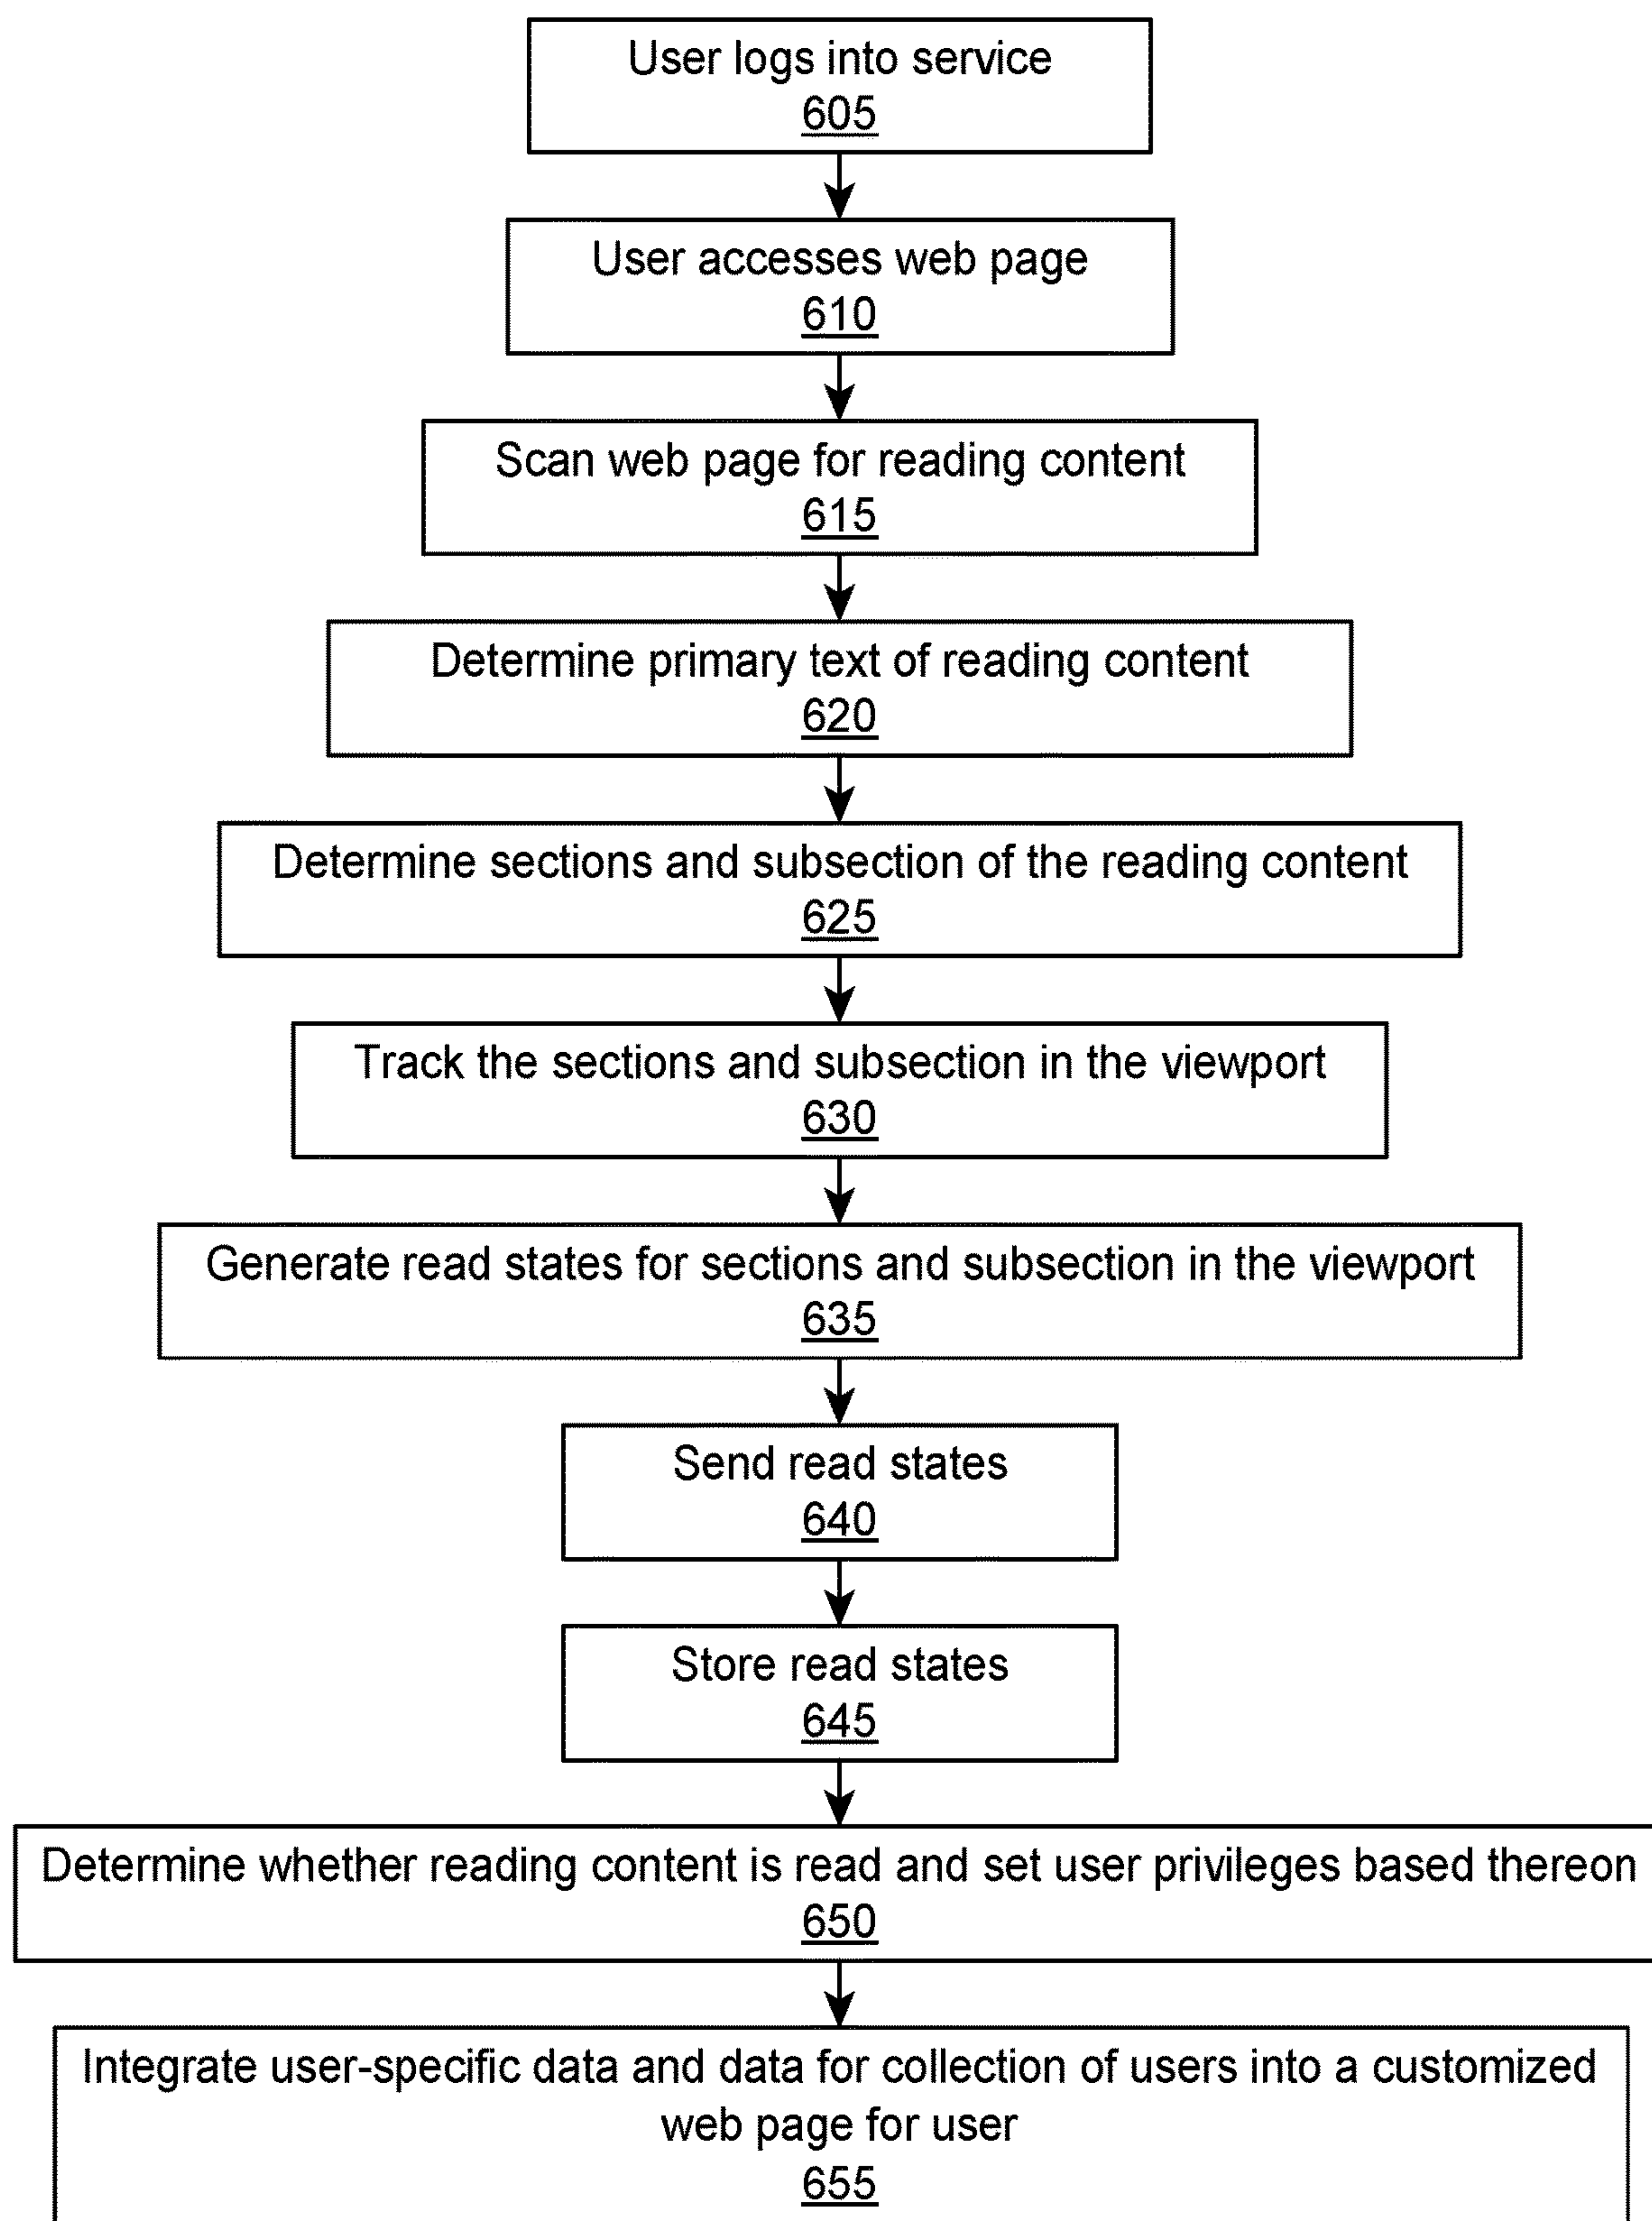 User logs into service
605
User accesses web page
610
Scan web page for reading content
615
Determine primary text of reading content
620
Determine sections and subsection of the reading content
625
Track the sections and subsection in the viewport
630
Generate read states for sections and subsection in the viewport
635
Send read states
640
Store read states
645
Determine whether reading content is read and set user privileges based thereon
650
Integrate user-specific data and data for collection of users into a customized
web page for user
655